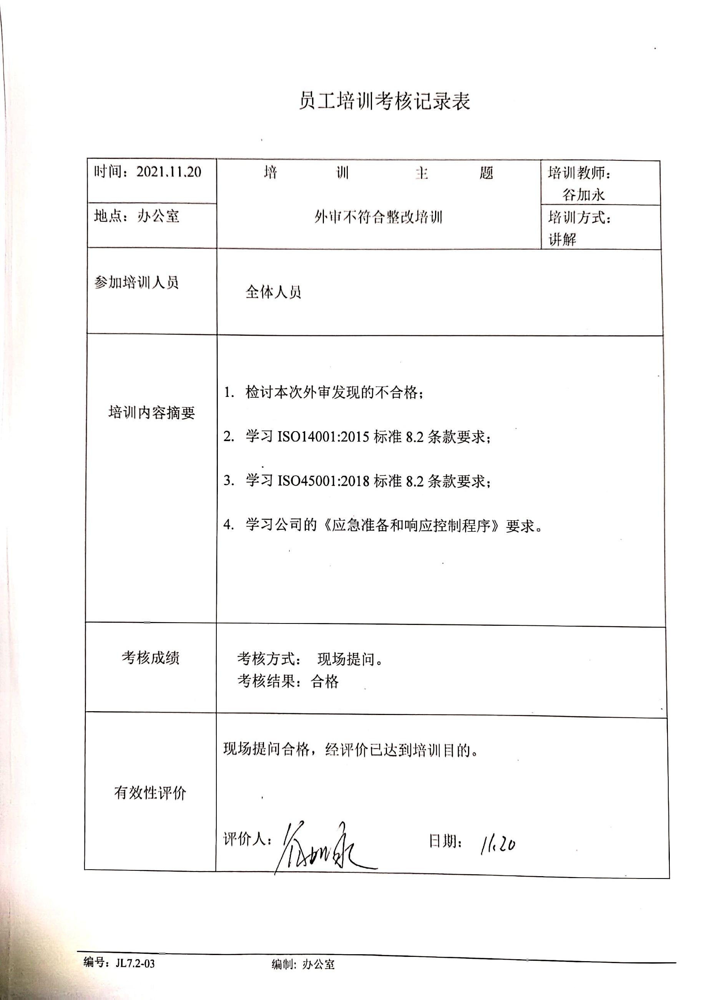 员工培训考核记录表
时间：2021.11.20
培 训 主 题
培训教师：
谷加永
地点：办公室
外审不符合整改培训
培训方式：
讲解
参加培训人员
全体人员
培训内容摘要
1. 检讨本次外审发现的不合格；
2. 学习 ISO14001:2015 标准 8.2 条款要求；
3. 学习 ISO45001:2018 标准 8.2 条款要求；
4. 学习公司的《应急准备和响应控制程序》要求。
考核成绩
考核方式： 现场提问。
考核结果：合格
有效性评价
现场提问合格，经评价已达到培训目的。
评价人：谷加永 日期： 11.20
编号：JL7.2-03 编制：办公室